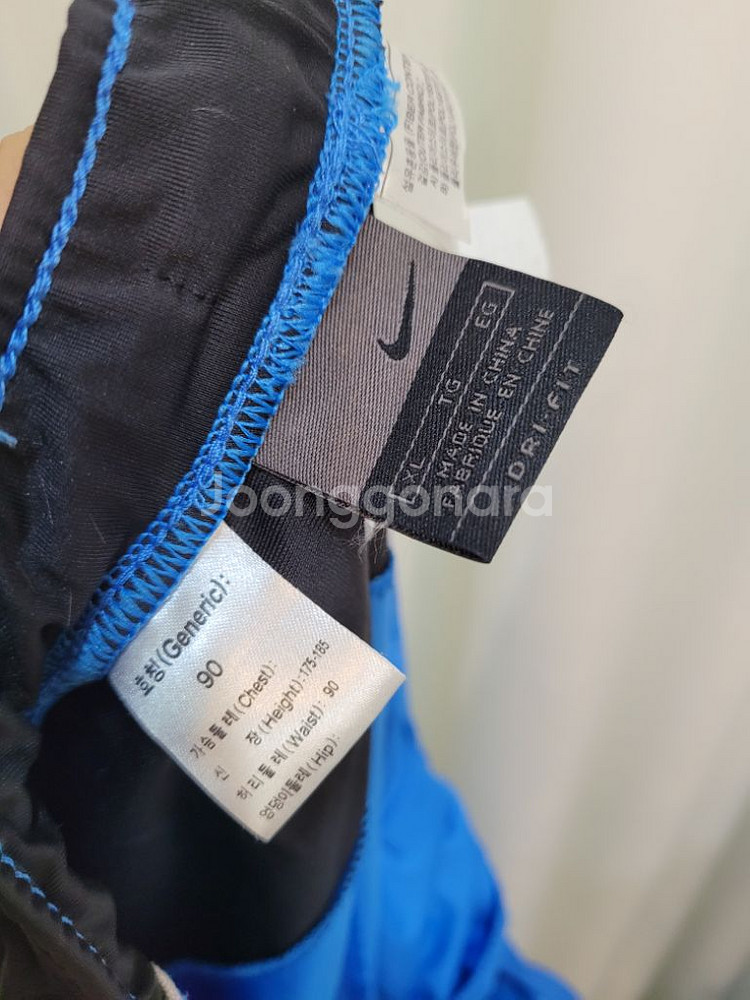 XL TG EG
MADE IN CHINA
FABRIQUE EN CHINE
DRI-FIT
Joonggonara
호칭(Generic):
90
가슴둘레(Chest):
신 장(Height):175-185
허리둘레(Waist): 90
엉덩이둘레(Hip):